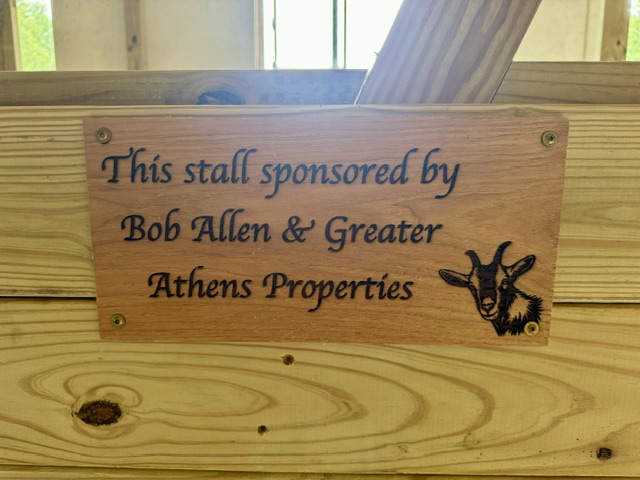 This stall sponsored by
Bob Allen & Greater
Athens Properties